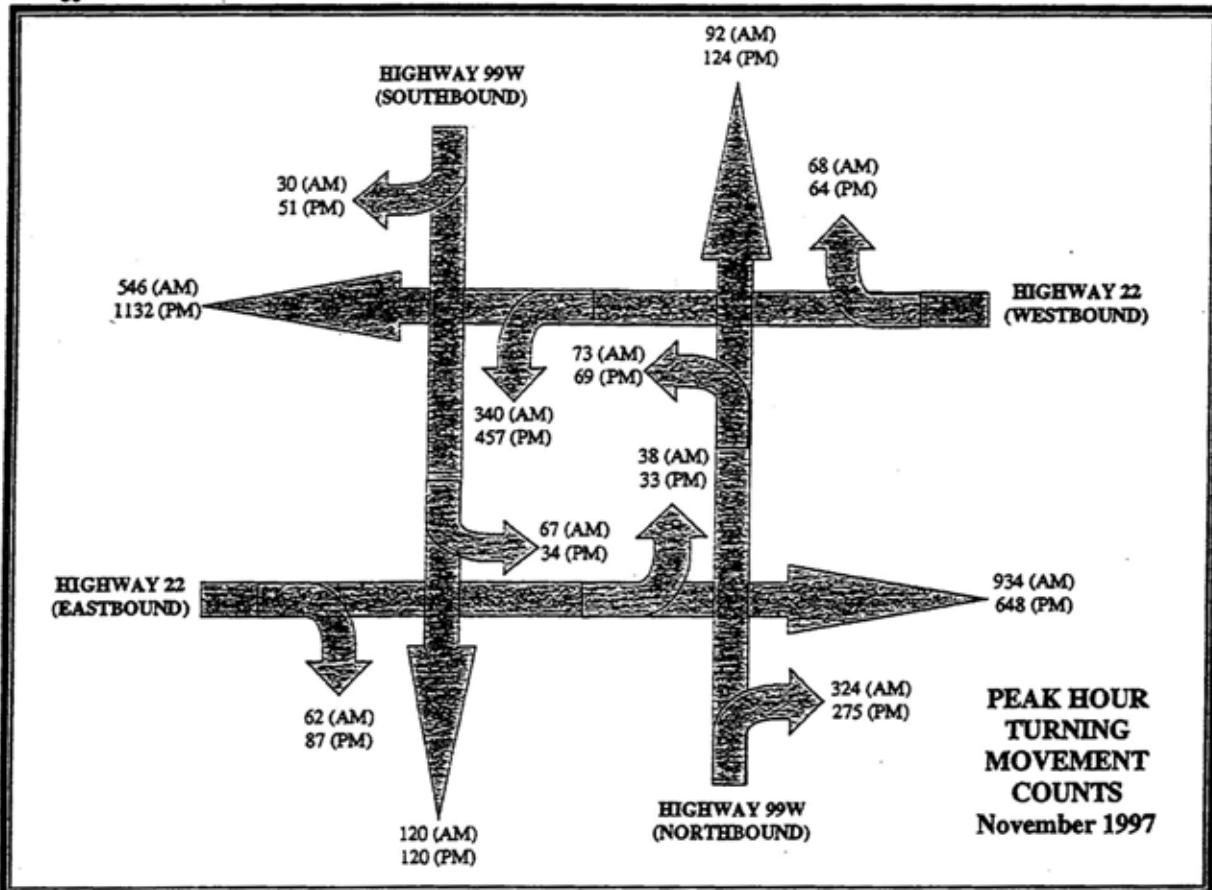 92 (AM)
124 (PM)
HIGHWAY 99W
(SOUTHBOUND)
68 (AM)
64 (PM)
30 (AM)
51 (PM)
546 (AM)
1132 (PM)
HIGHWAY 22
(WESTBOUND)
73 (AM)
69 (PM)
340 (AM)
457 (PM)
38 (AM)
33 (PM)
67 (AM)
34 (PM)
HIGHWAY 22
(EASTBOUND)
934 (AM)
648 (PM)
62 (AM)
87 (PM)
324 (AM)
275 (PM)
HIGHWAY 99W
(NORTHBOUND)
120 (AM)
120 (PM)
PEAK HOUR
TURNING
MOVEMENT
COUNTS
November 1997